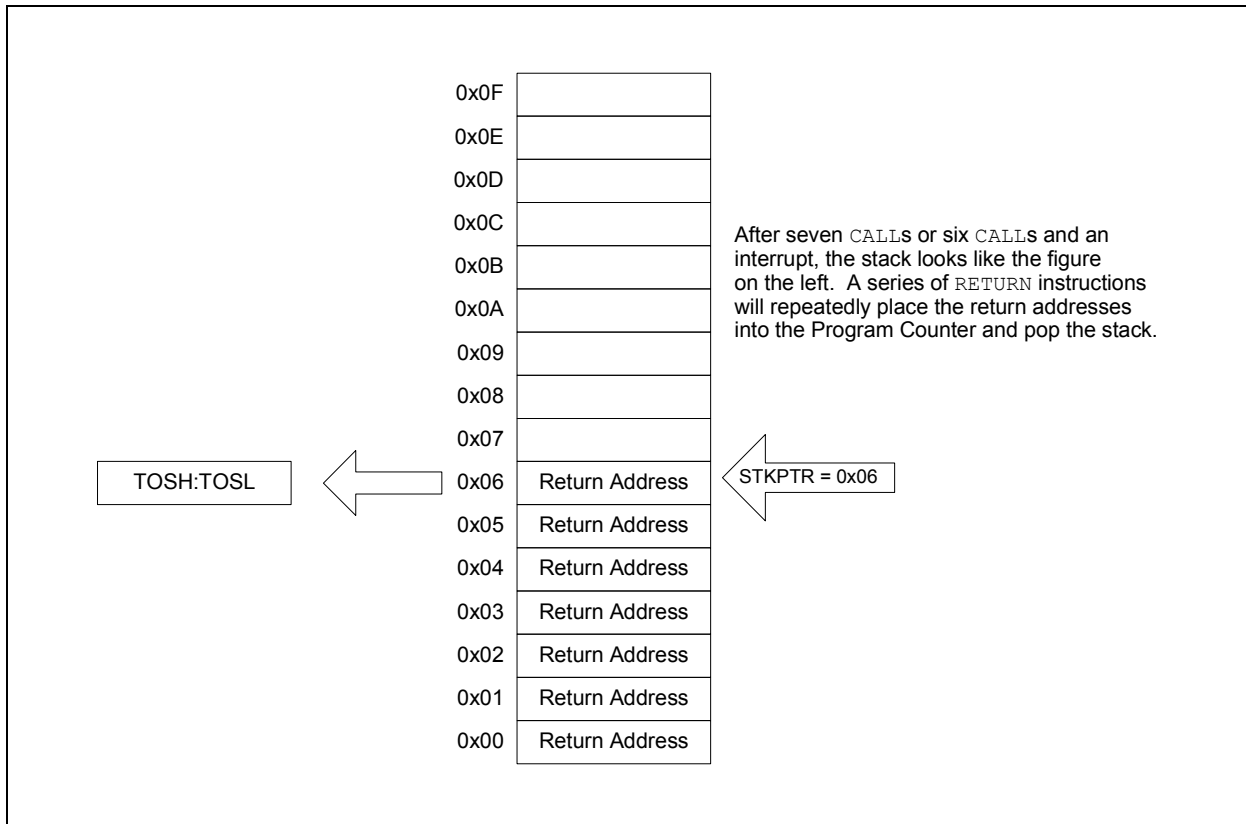 0x0F
0x0E
0x0D
0x0C
0x0B
0x0A
0x09
0x08
0x07
After seven CALLs or six CALLs and an
interrupt, the stack looks like the figure
on the left. A series of RETURN instructions
will repeatedly place the return addresses
into the Program Counter and pop the stack.
TOSH:TOSL
0x06 Return Address
STKPTR = 0x06
0x05 Return Address
0x04 Return Address
0x03 Return Address
0x02 Return Address
0x01 Return Address
0x00 Return Address